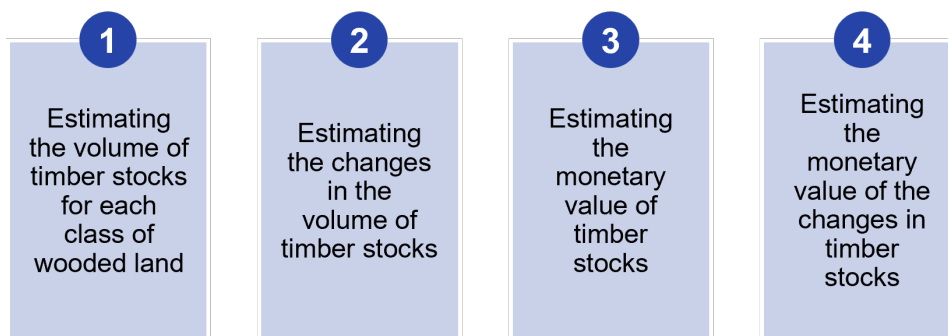 1
Estimating
the volume of
timber stocks
for each
class of
wooded land
2
Estimating
the changes
in the
volume of
timber stocks
3
Estimating
the
monetary
value of
timber
stocks
4
Estimating
the
monetary
value of the
changes in
timber
stocks